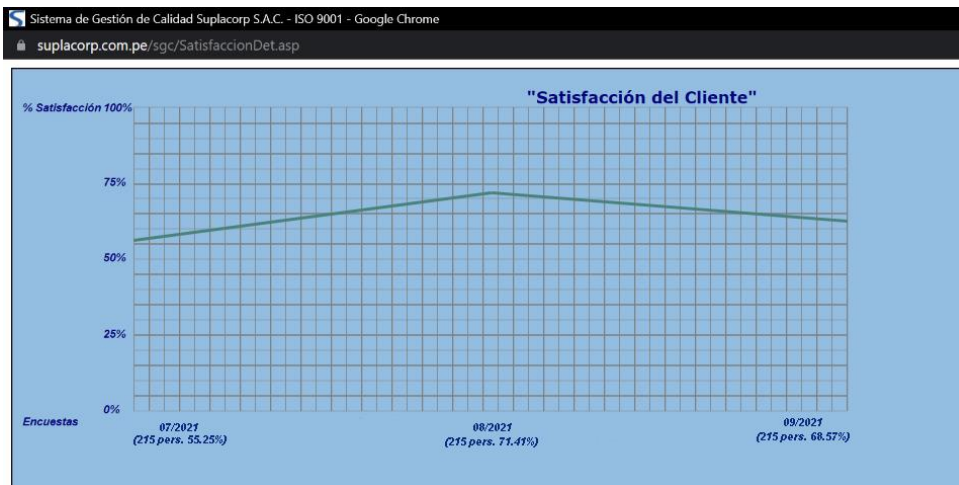 Sistema de Gestión de Calidad Suplacorp S.A.C. - ISO 9001 - Google Chrome
suplacorp.com.pe/sgc/SatisfaccionDet.asp
"Satisfacción del Cliente"
% Satisfacción 100%
75%
50%
25%
0%
Encuestas
07/2021
(215 pers. 55.25%)
08/2021
(215 pers. 71.41%)
09/2021
(215 pers. 60.57%)